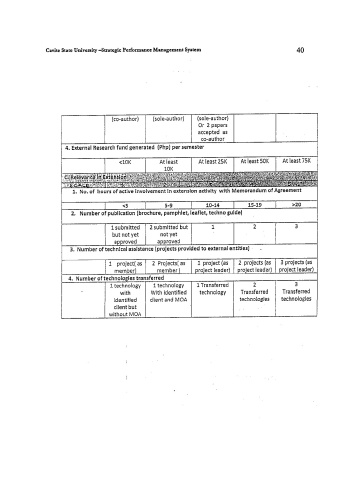 Cavite State University –Strategic Performance Management System 40
(co-author) (sole-author) (sole-author)
Or 2 papers
accepted as
co-author
4. External Research fund generated (Php) per semester
<10K At least 10K At least 25K At least 50K At least 75K
C. Relevance in Extension
1. No. of hours of active involvement in extension activity with Memorandum of Agreement
<5 5-9 10-14 15-19 >20
2. Number of publication (brochure, pamphlet, leaflet, techno guide)
1 submitted but not yet approved 2 submitted but not yet approved 1 2 3
3. Number of technical assistance (projects provided to external entities)
1 project( as member) 2 Projects( as member ) 1 project (as project leader) 2 projects (as project leader) 3 projects (as project leader)
4. Number of technologies transferred
1 technology with identified client but without MOA 1 technology With identified client and MOA 1 Transferred technology 2 Transferred technologies 3 Transferred technologies